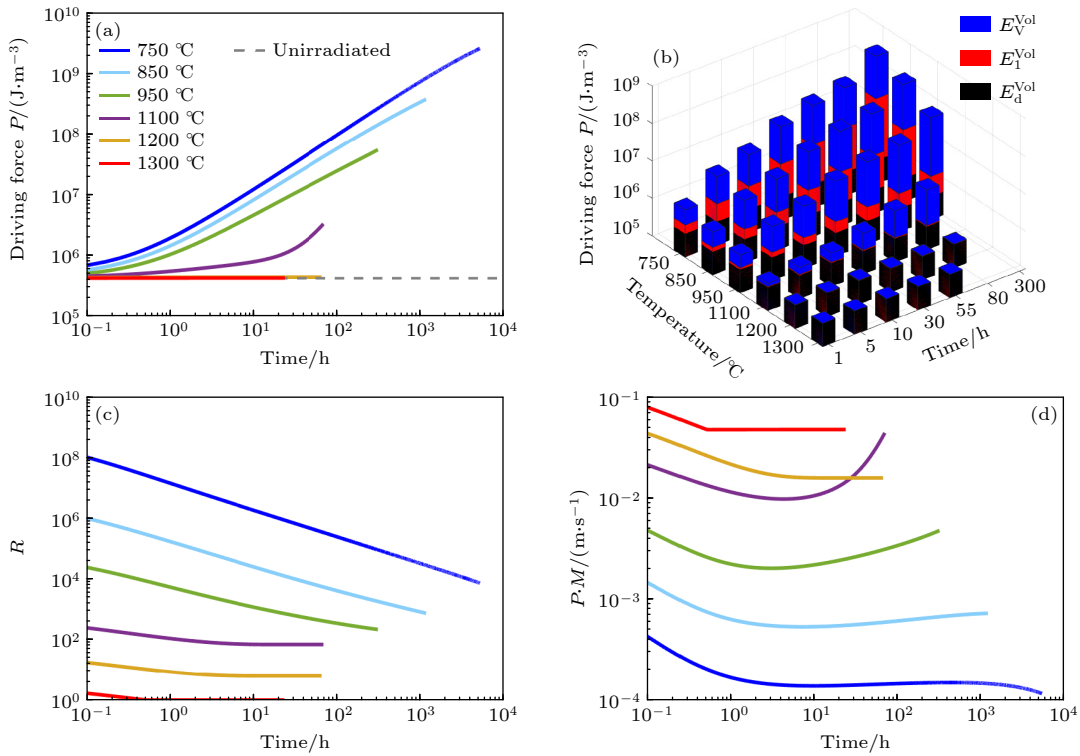 (a)
Driving force P/(J·m⁻³)
10¹⁰
10⁹
10⁸
10⁷
10⁶
10⁵
750 ℃
850 ℃
950 ℃
1100 ℃
1200 ℃
1300 ℃
Unirradiated
10⁻¹ 10⁰ 10¹ 10² 10³ 10⁴
Time/h
(b)
Driving force P/(J·m⁻³)
10⁹
10⁸
10⁷
10⁶
10⁵
E_V^Vol
E_1^Vol
E_d^Vol
750
850
950
1100
1200
1300
Temperature/℃
1 5 10 30 55 80 300
Time/h
(c)
R
10¹⁰
10⁸
10⁶
10⁴
10²
10⁰
10⁻¹ 10⁰ 10¹ 10² 10³ 10⁴
Time/h
(d)
P·M/(m·s⁻¹)
10⁻¹
10⁻²
10⁻³
10⁻⁴
10⁻¹ 10⁰ 10¹ 10² 10³ 10⁴
Time/h